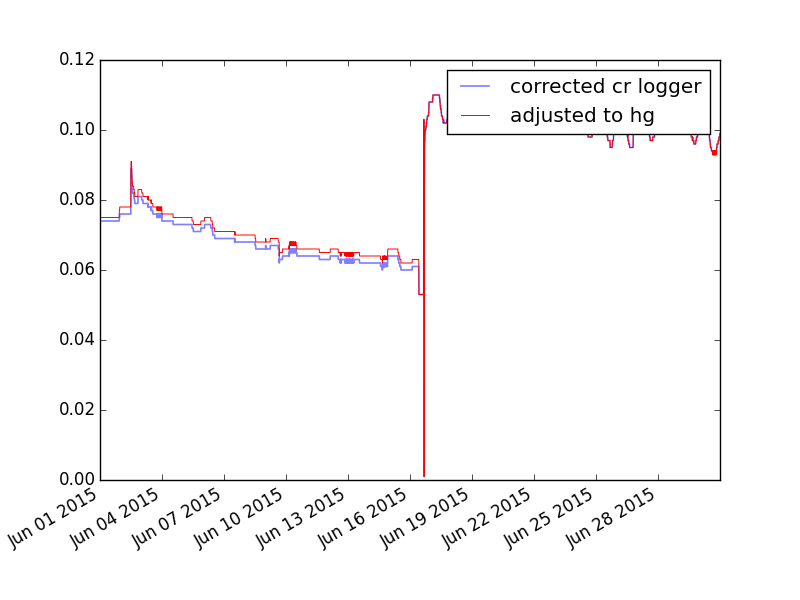 0.12
corrected cr logger
adjusted to hg
0.10
0.08
0.06
0.04
0.02
0.00
Jun 01 2015
Jun 04 2015
Jun 07 2015
Jun 10 2015
Jun 13 2015
Jun 16 2015
Jun 19 2015
Jun 22 2015
Jun 25 2015
Jun 28 2015